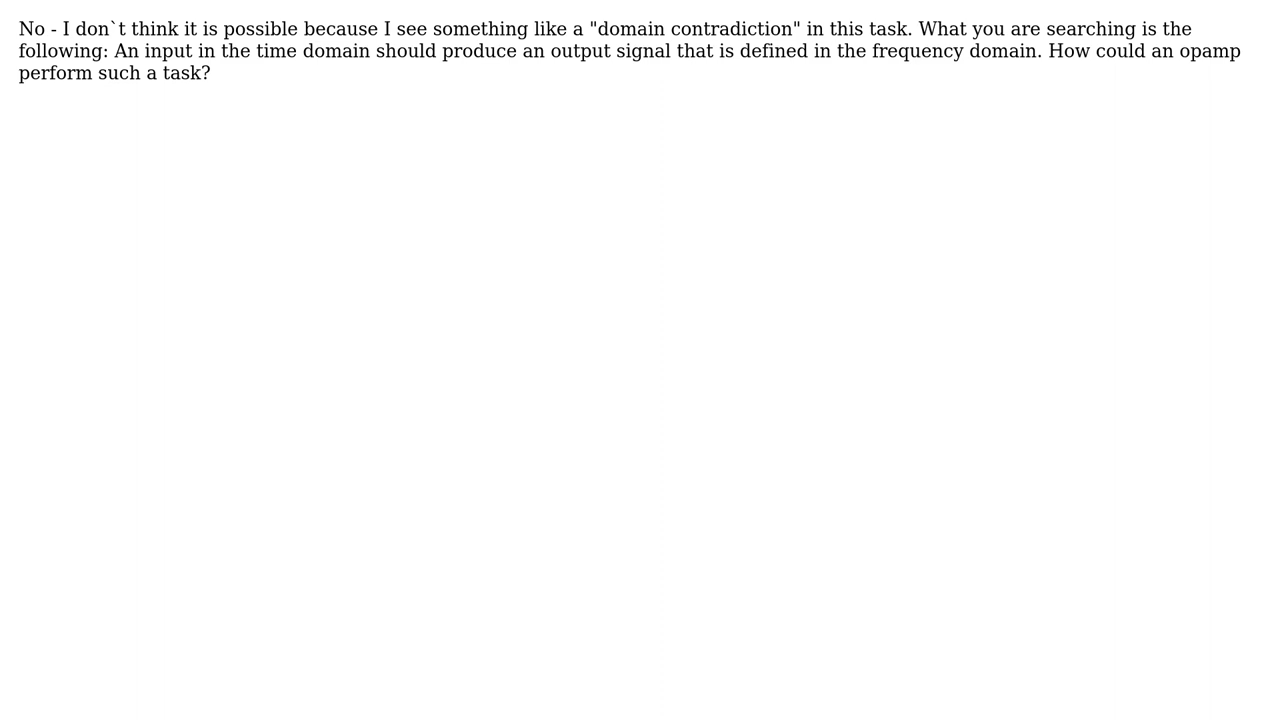 No - I don`t think it is possible because I see something like a "domain contradiction" in this task. What you are searching is the
following: An input in the time domain should produce an output signal that is defined in the frequency domain. How could an opamp
perform such a task?